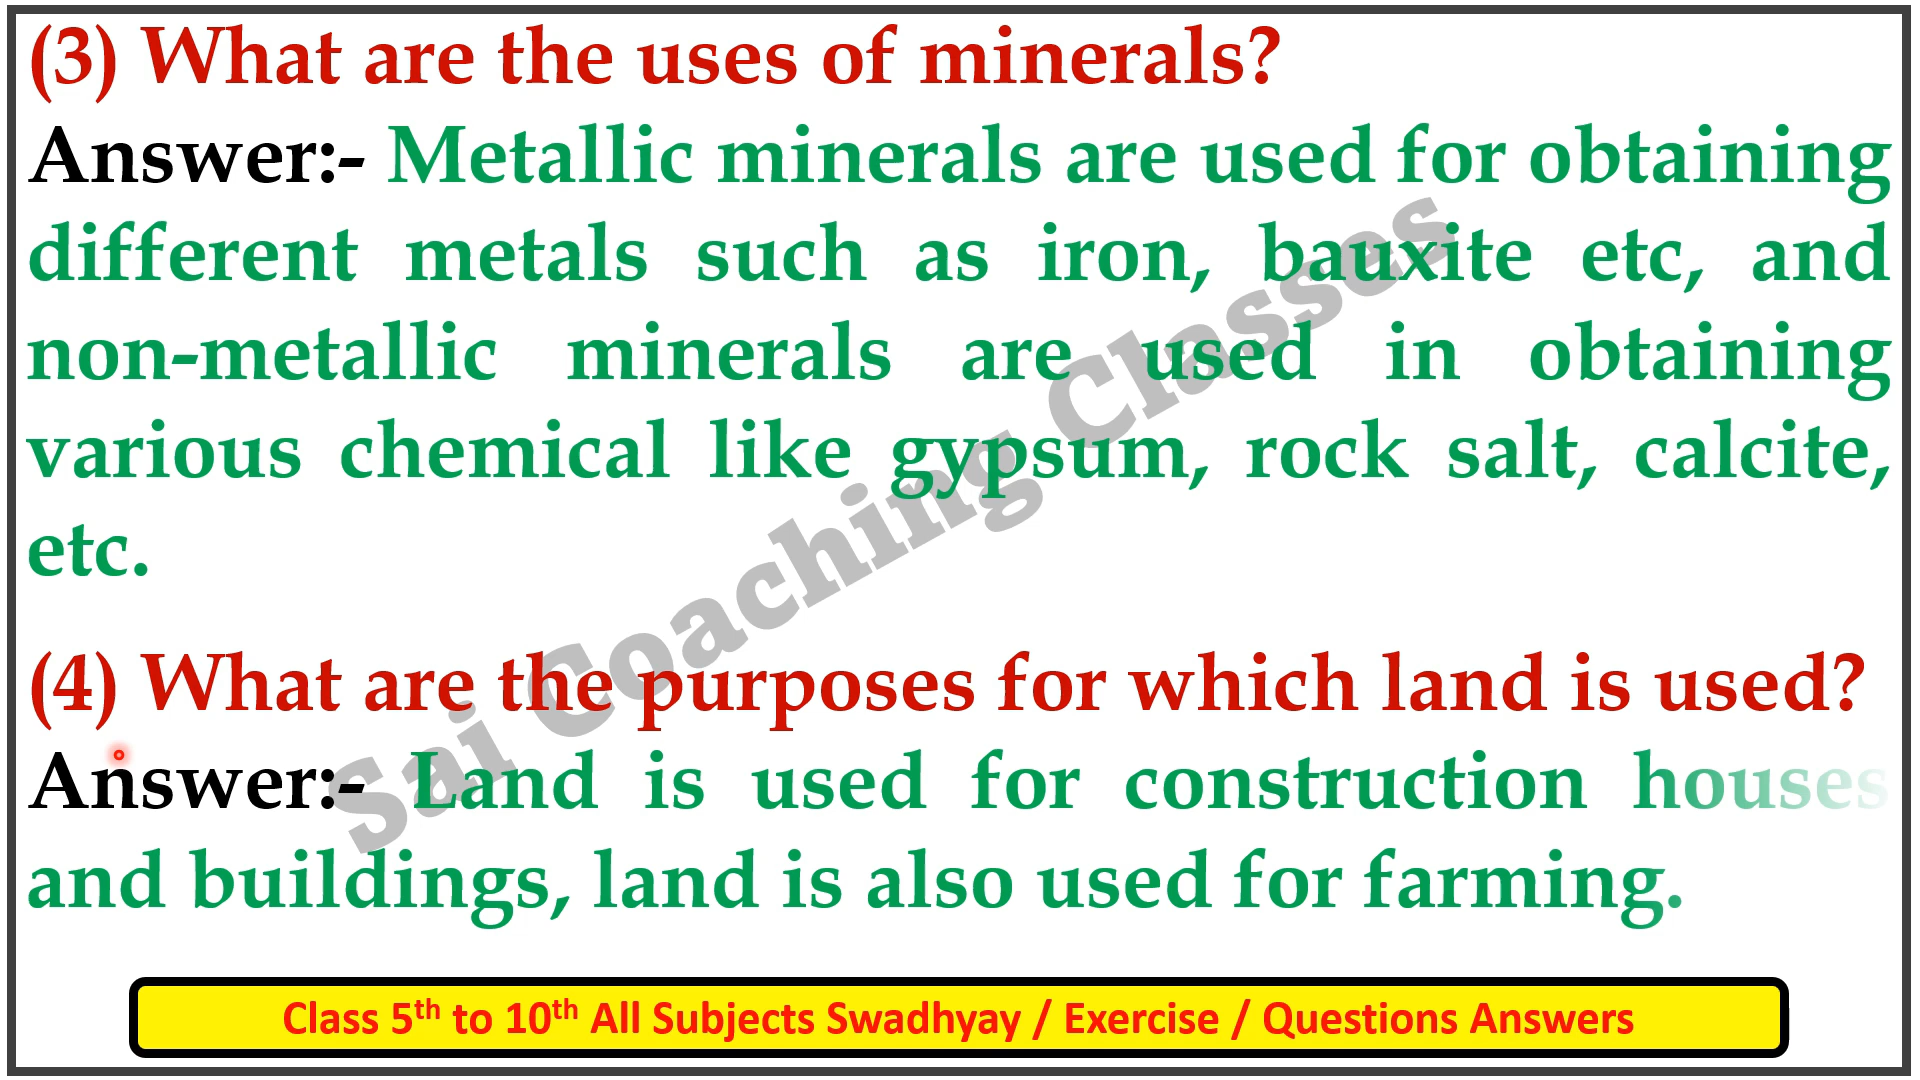 (3) What are the uses of minerals?
Answer:- Metallic minerals are used for obtaining
different metals such as iron, bauxite etc, and
non-metallic minerals are used in obtaining
various chemical like gypsum, rock salt, calcite,
etc.
(4) What are the purposes for which land is used?
Answer:- Land is used for construction houses
and buildings, land is also used for farming.
Sai Coaching Classes
Class 5th to 10th All Subjects Swadhyay / Exercise / Questions Answers